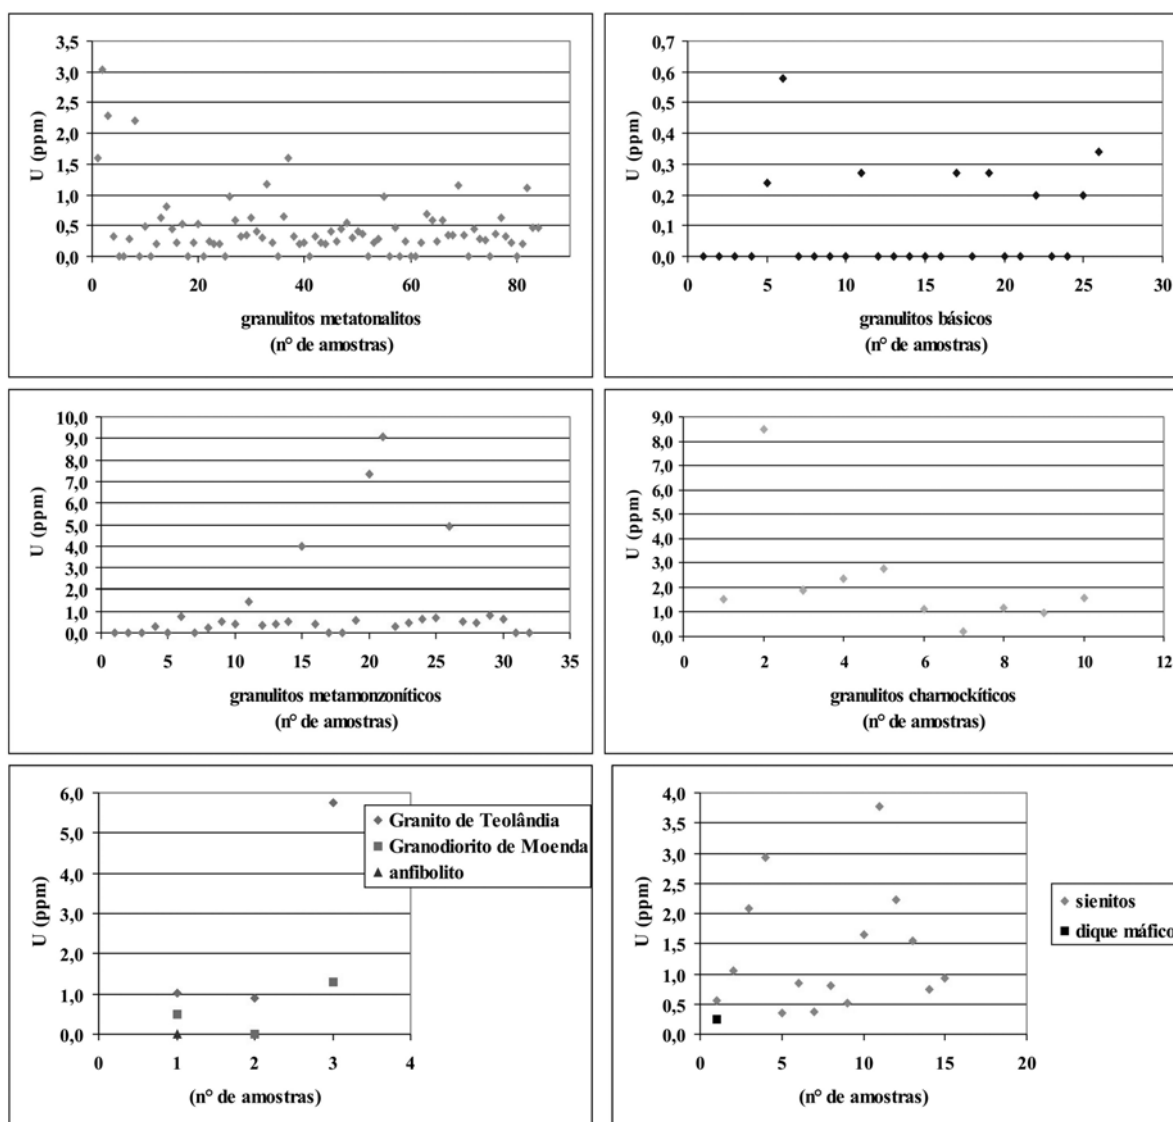 3,5
3,0
2,5
2,0
1,5
1,0
0,5
0,0
U (ppm)
0 20 40 60 80
granulitos metatonalitos
(n° de amostras)
0,7
0,6
0,5
0,4
0,3
0,2
0,1
0,0
U (ppm)
0 5 10 15 20 25 30
granulitos básicos
(n° de amostras)
10,0
9,0
8,0
7,0
6,0
5,0
4,0
3,0
2,0
1,0
0,0
U (ppm)
0 5 10 15 20 25 30 35
granulitos metamonzoníticos
(n° de amostras)
9,0
8,0
7,0
6,0
5,0
4,0
3,0
2,0
1,0
0,0
U (ppm)
0 2 4 6 8 10 12
granulitos charnockíticos
(n° de amostras)
6,0
5,0
4,0
3,0
2,0
1,0
0,0
U (ppm)
0 1 2 3 4
(n° de amostras)
Granito de Teolândia
Granodiorito de Moenda
anfibolito
4,0
3,5
3,0
2,5
2,0
1,5
1,0
0,5
0,0
U (ppm)
0 5 10 15 20
(n° de amostras)
sienitos
dique máfico